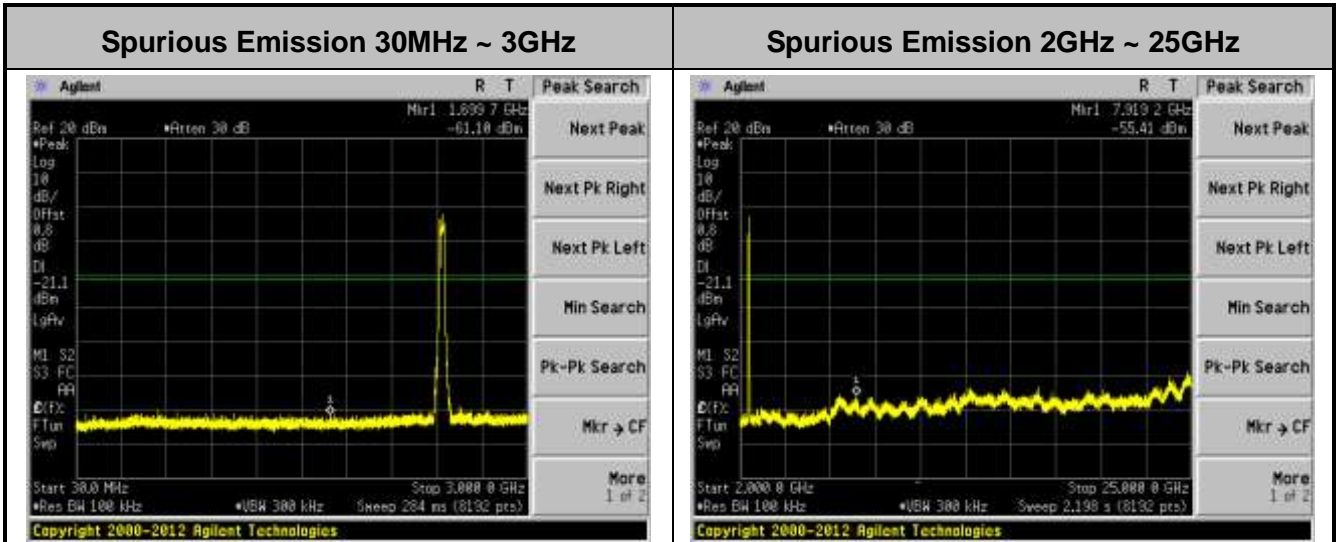 Spurious Emission 30MHz ~ 3GHz
Agilent R T
Mkr1 1.699 7 GHz
Ref 20 dBm #Atten 30 dB -61.10 dBm
#Peak
Log
10
dB/
Offst
0.8
dB
DI
-21.1
dBm
LgAv
M1 S2
S3 FC
AA
£(f):
FTun
Swp
Start 30.0 MHz Stop 3.000 0 GHz
#Res BW 100 kHz #VBW 300 kHz Sweep 284 ms (8192 pts)
Copyright 2000-2012 Agilent Technologies
Peak Search
Next Peak
Next Pk Right
Next Pk Left
Min Search
Pk-Pk Search
Mkr → CF
More
1 of 2
Spurious Emission 2GHz ~ 25GHz
Agilent R T
Mkr1 7.919 2 GHz
Ref 20 dBm #Atten 30 dB -55.41 dBm
#Peak
Log
10
dB/
Offst
0.8
dB
DI
-21.1
dBm
LgAv
M1 S2
S3 FC
AA
£(f):
FTun
Swp
Start 2.000 0 GHz Stop 25.000 0 GHz
#Res BW 100 kHz #VBW 300 kHz Sweep 2.198 s (8192 pts)
Copyright 2000-2012 Agilent Technologies
Peak Search
Next Peak
Next Pk Right
Next Pk Left
Min Search
Pk-Pk Search
Mkr → CF
More
1 of 2